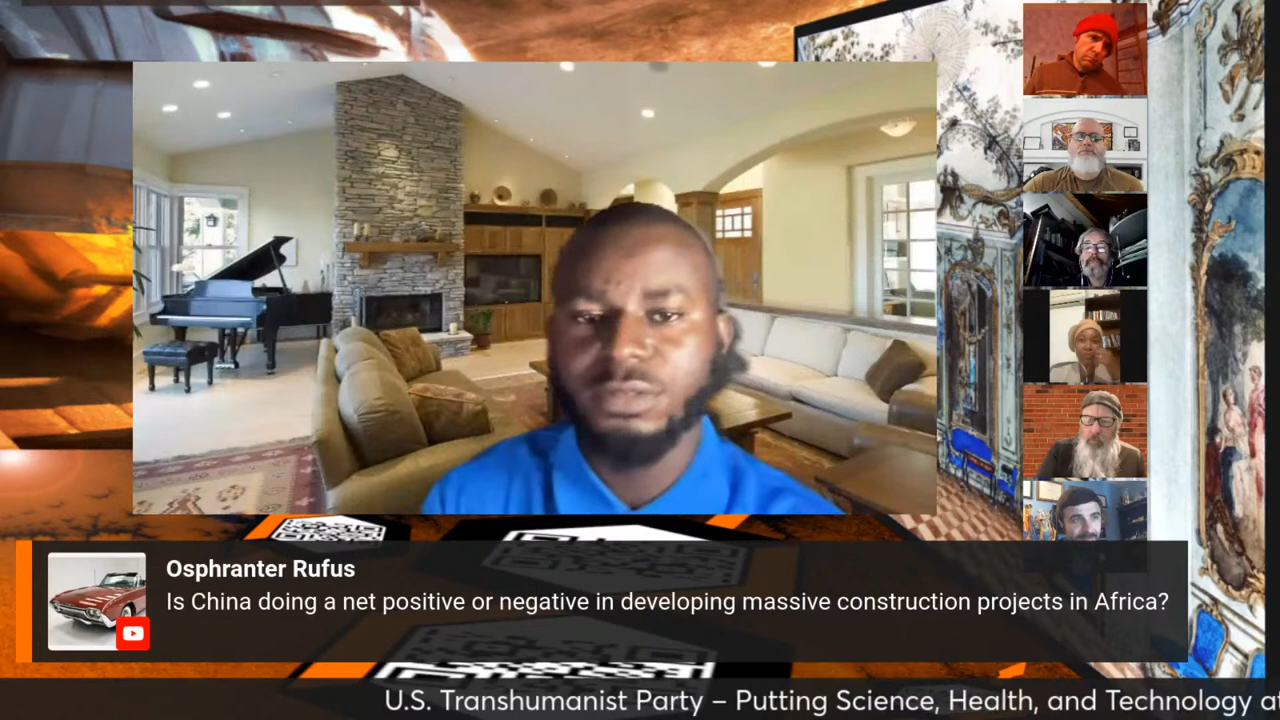 Osphranter Rufus
Is China doing a net positive or negative in developing massive construction projects in Africa?
U.S. Transhumanist Party – Putting Science, Health, and Technology at